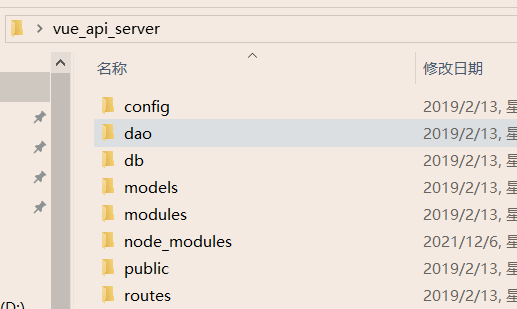 vue_api_server
名称 修改日期
config 2019/2/13, 星
dao 2019/2/13, 星
db 2019/2/13, 星
models 2019/2/13, 星
modules 2019/2/13, 星
node_modules 2021/12/6, 星
public 2019/2/13, 星
routes 2019/2/13, 星
(D:)